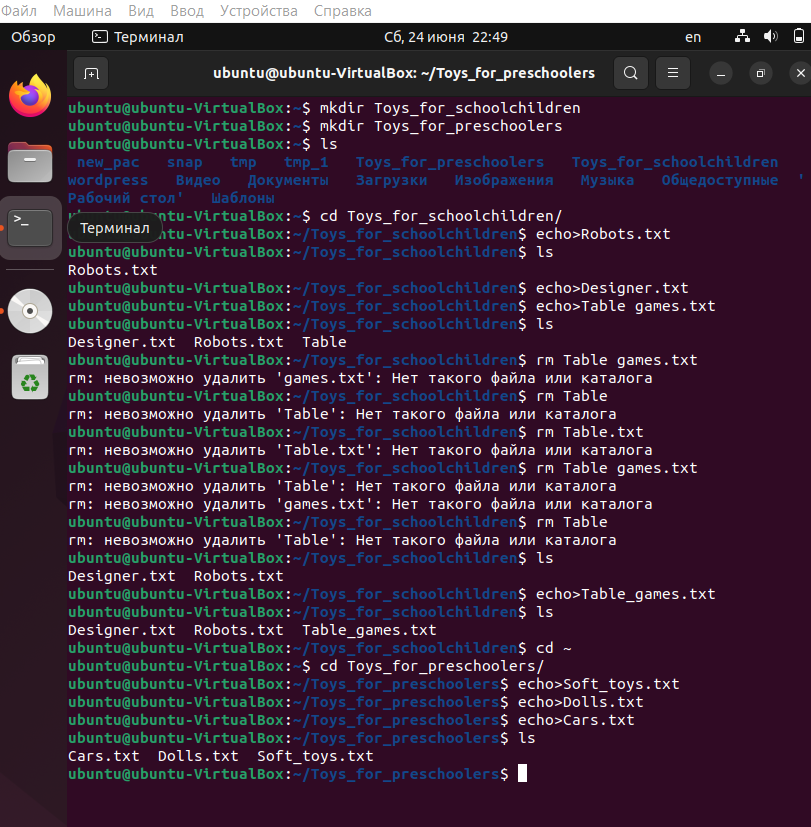 Файл Машина Вид Ввод Устройства Справка
Обзор Терминал Сб, 24 июня 22:49 en
ubuntu@ubuntu-VirtualBox: ~/Toys_for_preschoolers
ubuntu@ubuntu-VirtualBox:~$ mkdir Toys_for_schoolchildren
ubuntu@ubuntu-VirtualBox:~$ mkdir Toys_for_preschoolers
ubuntu@ubuntu-VirtualBox:~$ ls
new_pac snap tmp tmp_1 Toys_for_preschoolers Toys_for_schoolchildren
wordpress Видео Документы Загрузки Изображения Музыка Общедоступные '
Рабочий стол' Шаблоны
ubuntu@ubuntu-VirtualBox:~$ cd Toys_for_schoolchildren/
Терминал
ubuntu@ubuntu-VirtualBox:~/Toys_for_schoolchildren$ echo>Robots.txt
ubuntu@ubuntu-VirtualBox:~/Toys_for_schoolchildren$ ls
Robots.txt
ubuntu@ubuntu-VirtualBox:~/Toys_for_schoolchildren$ echo>Designer.txt
ubuntu@ubuntu-VirtualBox:~/Toys_for_schoolchildren$ echo>Table games.txt
ubuntu@ubuntu-VirtualBox:~/Toys_for_schoolchildren$ ls
Designer.txt Robots.txt Table
ubuntu@ubuntu-VirtualBox:~/Toys_for_schoolchildren$ rm Table games.txt
rm: невозможно удалить 'games.txt': Нет такого файла или каталога
ubuntu@ubuntu-VirtualBox:~/Toys_for_schoolchildren$ rm Table
rm: невозможно удалить 'Table': Нет такого файла или каталога
ubuntu@ubuntu-VirtualBox:~/Toys_for_schoolchildren$ rm Table.txt
rm: невозможно удалить 'Table.txt': Нет такого файла или каталога
ubuntu@ubuntu-VirtualBox:~/Toys_for_schoolchildren$ rm Table games.txt
rm: невозможно удалить 'Table': Нет такого файла или каталога
rm: невозможно удалить 'games.txt': Нет такого файла или каталога
ubuntu@ubuntu-VirtualBox:~/Toys_for_schoolchildren$ rm Table
rm: невозможно удалить 'Table': Нет такого файла или каталога
ubuntu@ubuntu-VirtualBox:~/Toys_for_schoolchildren$ ls
Designer.txt Robots.txt
ubuntu@ubuntu-VirtualBox:~/Toys_for_schoolchildren$ echo>Table_games.txt
ubuntu@ubuntu-VirtualBox:~/Toys_for_schoolchildren$ ls
Designer.txt Robots.txt Table_games.txt
ubuntu@ubuntu-VirtualBox:~/Toys_for_schoolchildren$ cd ~
ubuntu@ubuntu-VirtualBox:~$ cd Toys_for_preschoolers/
ubuntu@ubuntu-VirtualBox:~/Toys_for_preschoolers$ echo>Soft_toys.txt
ubuntu@ubuntu-VirtualBox:~/Toys_for_preschoolers$ echo>Dolls.txt
ubuntu@ubuntu-VirtualBox:~/Toys_for_preschoolers$ echo>Cars.txt
ubuntu@ubuntu-VirtualBox:~/Toys_for_preschoolers$ ls
Cars.txt Dolls.txt Soft_toys.txt
ubuntu@ubuntu-VirtualBox:~/Toys_for_preschoolers$